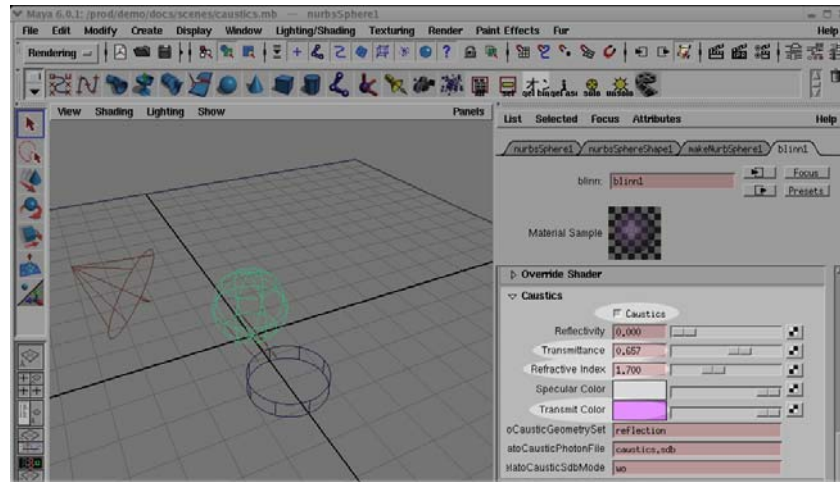 Maya 6.0.1: /prod/demo/docs/scenes/caustics.mb --- nurbsSphere1
File Edit Modify Create Display Window Lighting/Shading Texturing Render Paint Effects Fur Help
Rendering
View Shading Lighting Show Panels
List Selected Focus Attributes Help
nurbsSphere1 nurbsSphereShape1 makeNurbSphere1 blinn1
blinn: blinn1 Focus
Presets
Material Sample
Override Shader
Caustics
Caustics
Reflectivity 0.000
Transmittance 0.657
Refractive Index 1.700
Specular Color
Transmit Color
oCausticGeometrySet reflection
atoCausticPhotonFile caustics.sdb
latoCausticSdbMode wo